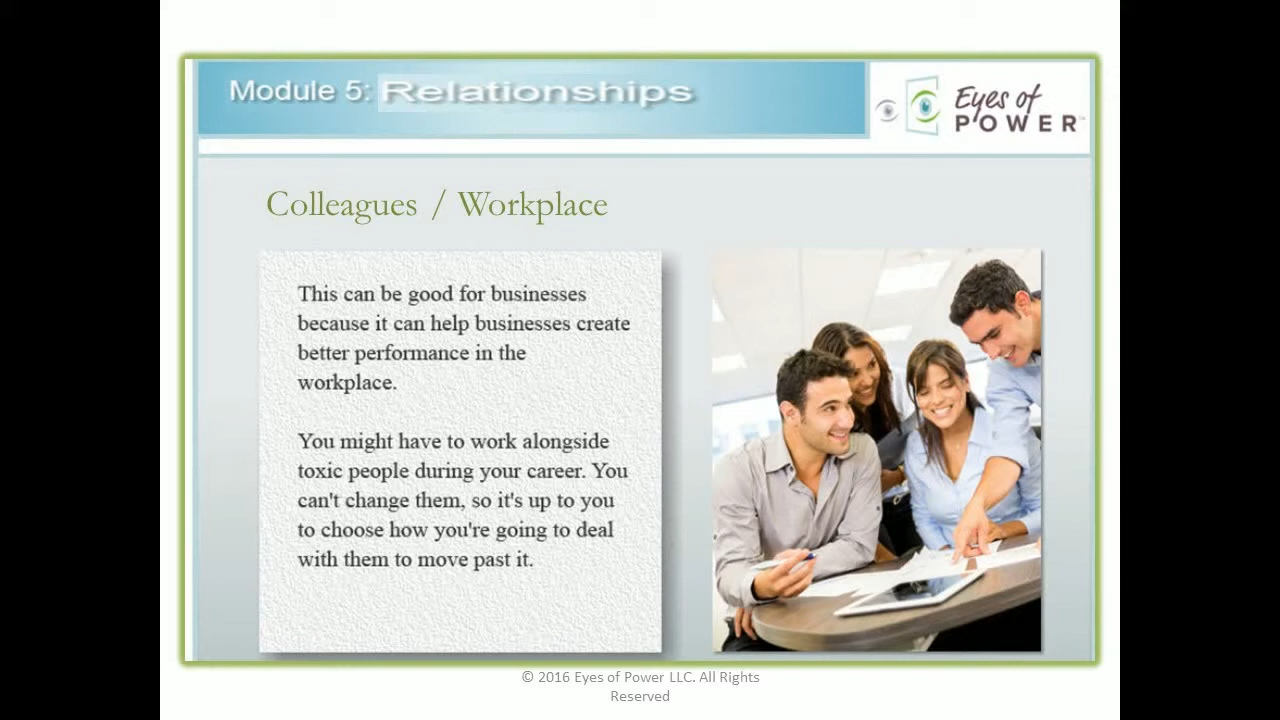 Module 5: Relationships
Eyes of
POWER™
Colleagues / Workplace
This can be good for businesses
because it can help businesses create
better performance in the
workplace.
You might have to work alongside
toxic people during your career. You
can't change them, so it's up to you
to choose how you're going to deal
with them to move past it.
© 2016 Eyes of Power LLC. All Rights
Reserved